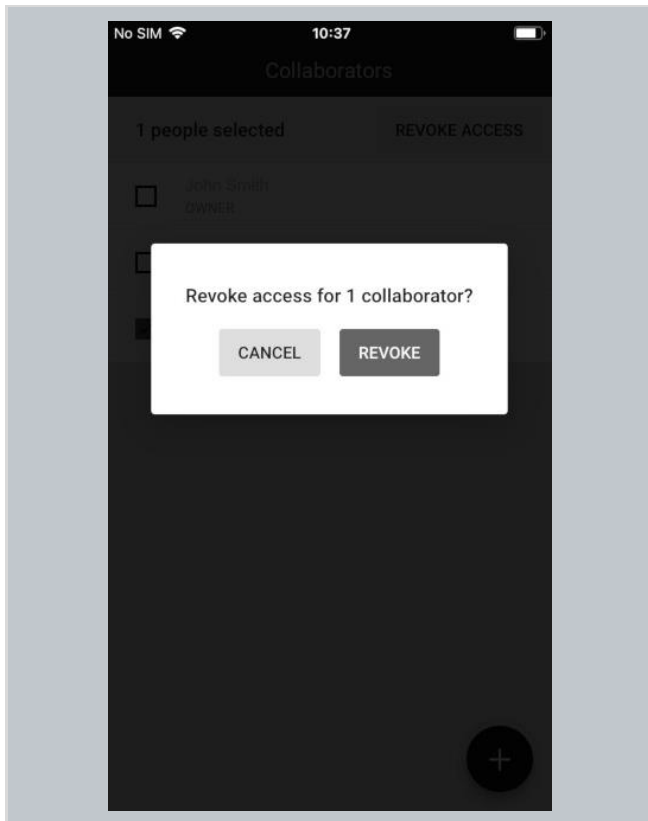 No SIM 10:37
Collaborators
1 people selected REVOKE ACCESS
John Smith
OWNER
Revoke access for 1 collaborator?
CANCEL REVOKE
+